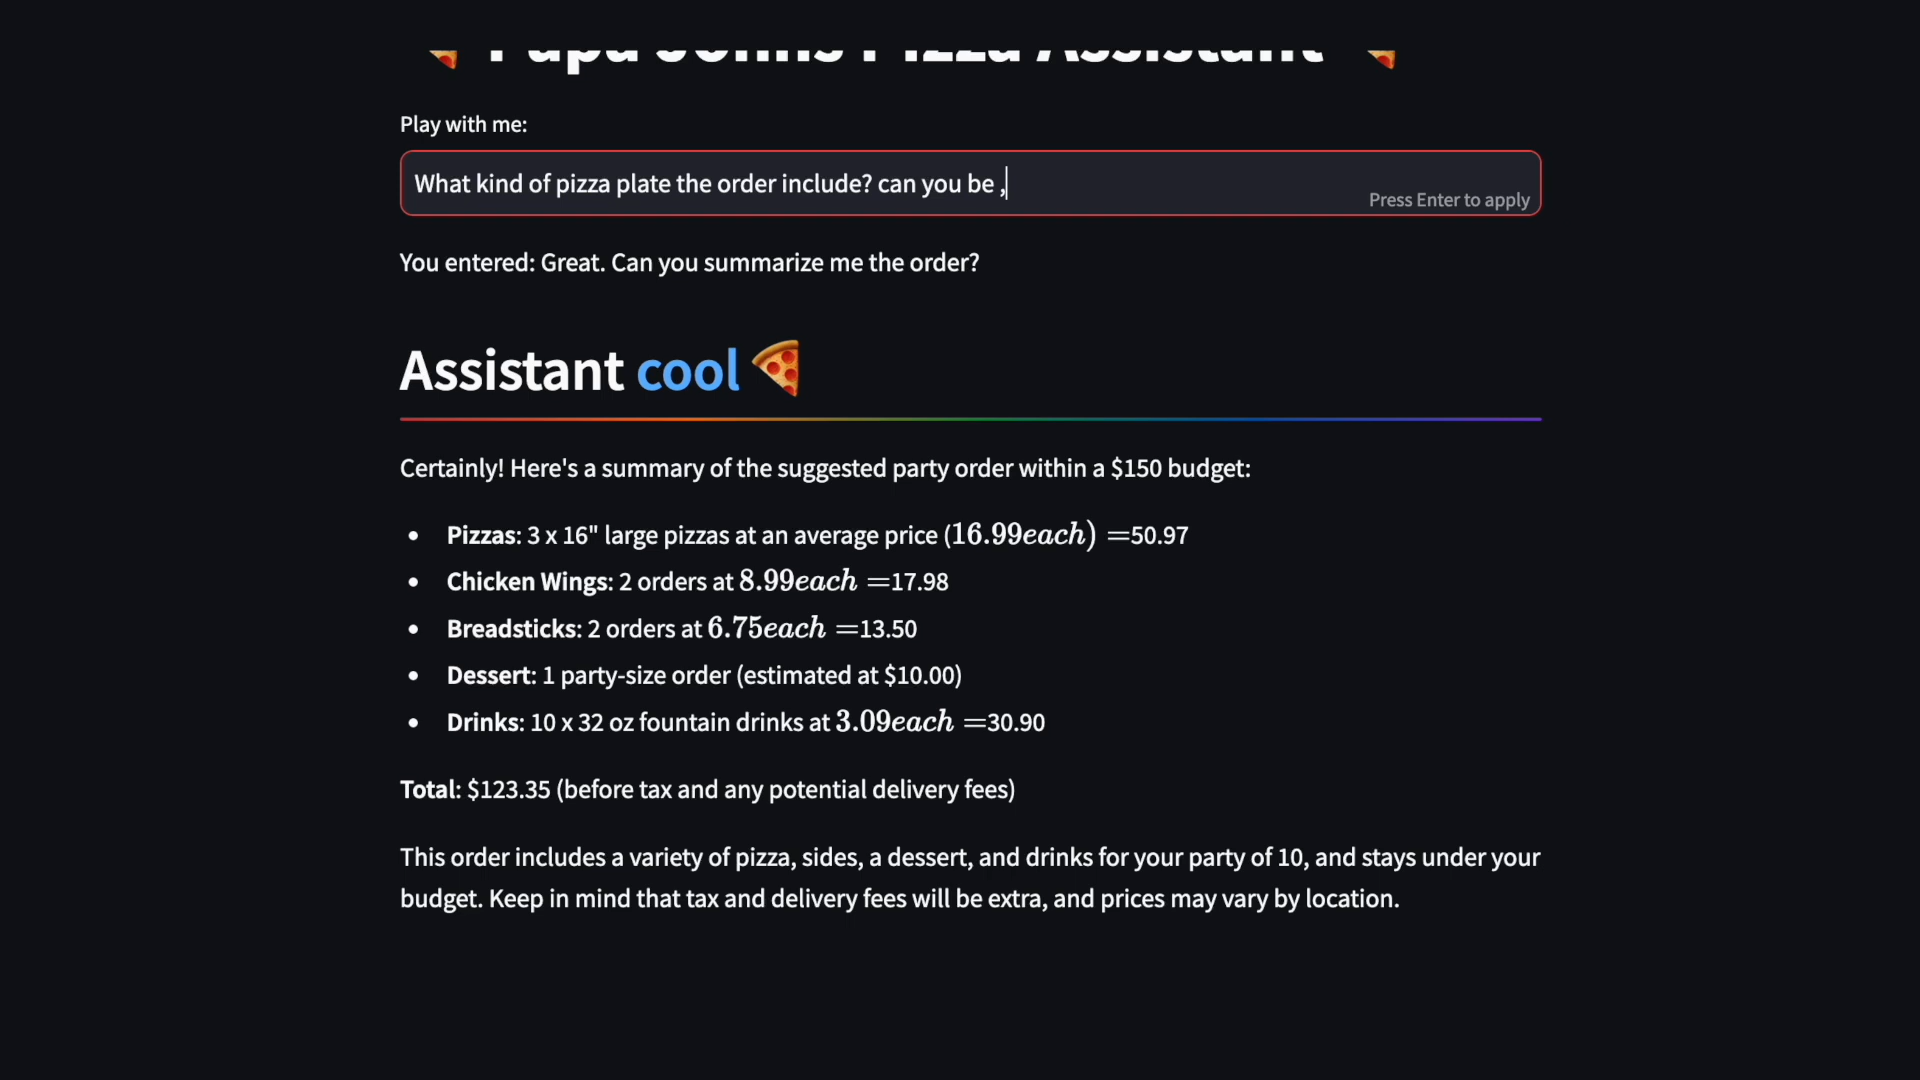 Papa Johns Pizza Assistant
Play with me:
What kind of pizza plate the order include? can you be ,
Press Enter to apply
You entered: Great. Can you summarize me the order?
Assistant cool
Certainly! Here's a summary of the suggested party order within a $150 budget:
• Pizzas: 3 x 16" large pizzas at an average price (16.99each) =50.97
• Chicken Wings: 2 orders at 8.99each =17.98
• Breadsticks: 2 orders at 6.75each =13.50
• Dessert: 1 party-size order (estimated at $10.00)
• Drinks: 10 x 32 oz fountain drinks at 3.09each =30.90
Total: $123.35 (before tax and any potential delivery fees)
This order includes a variety of pizza, sides, a dessert, and drinks for your party of 10, and stays under your
budget. Keep in mind that tax and delivery fees will be extra, and prices may vary by location.